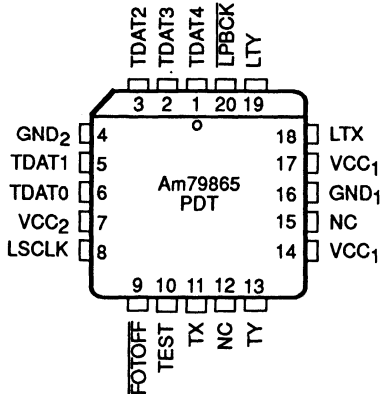 TDAT2
TDAT3
TDAT4
LPBCK
LTY
3 2 1 20 19
GND2 4
TDAT1 5
TDAT0 6
VCC2 7
LSCLK 8
Am79865
PDT
18 LTX
17 VCC1
16 GND1
15 NC
14 VCC1
9 10 11 12 13
FOTOFF
TEST
TX
NC
TY